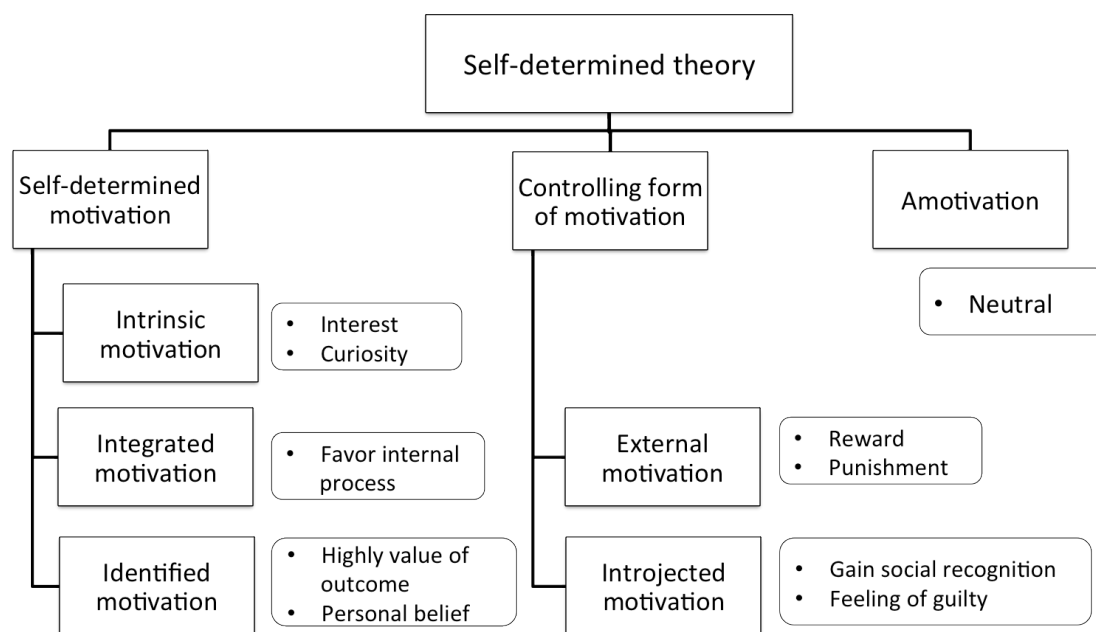 Self-determined theory
Self-determined
motivation
Controlling form
of motivation
Amotivation
• Neutral
Intrinsic
motivation
• Interest
• Curiosity
Integrated
motivation
• Favor internal
process
External
motivation
• Reward
• Punishment
Identified
motivation
• Highly value of
outcome
• Personal belief
Introjected
motivation
• Gain social recognition
• Feeling of guilty